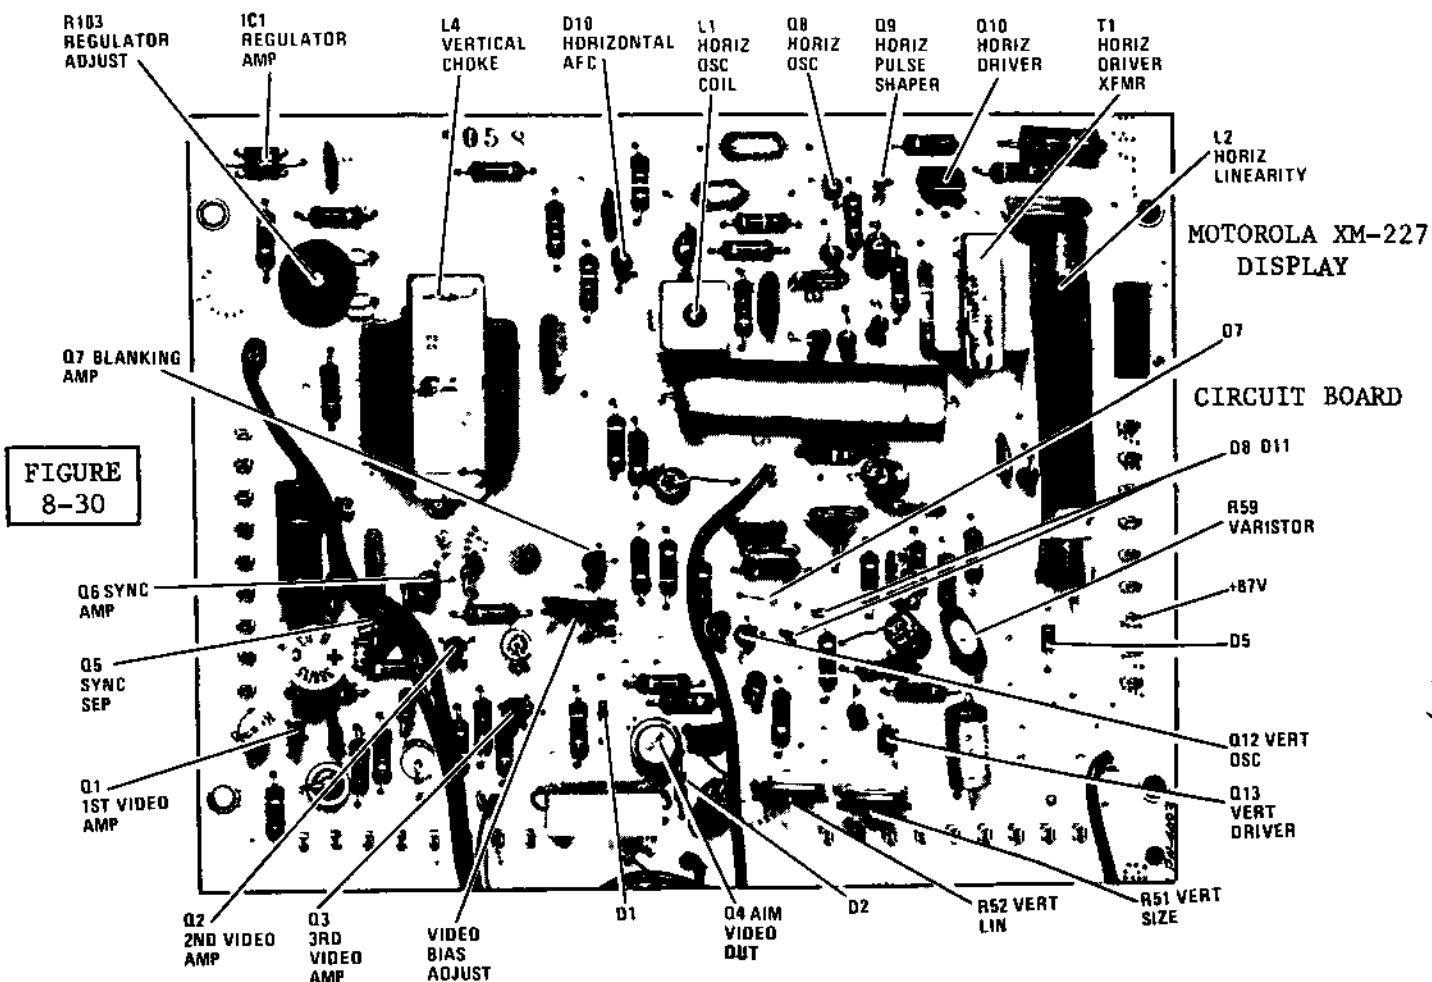 R103
REGULATOR
ADJUST
IC1
REGULATOR
AMP
L4
VERTICAL
CHOKE
D10
HORIZONTAL
AFC
L1
HORIZ
OSC
COIL
Q8
HORIZ
OSC
Q9
HORIZ
PULSE
SHAPER
Q10
HORIZ
DRIVER
T1
HORIZ
DRIVER
XFMR
L2
HORIZ
LINEARITY
058
MOTOROLA XM-227
DISPLAY
D7
Q7 BLANKING
AMP
CIRCUIT BOARD
D8 D11
FIGURE
8-30
R59
VARISTOR
Q6 SYNC
AMP
+87V
D5
Q5
SYNC
SEP
Q12 VERT
OSC
Q1
1ST VIDEO
AMP
Q13
VERT
DRIVER
Q2
2ND VIDEO
AMP
Q3
3RD
VIDEO
AMP
VIDEO
BIAS
ADJUST
D1
Q4 AIM
VIDEO
OUT
D2
R52 VERT
LIN
R51 VERT
SIZE